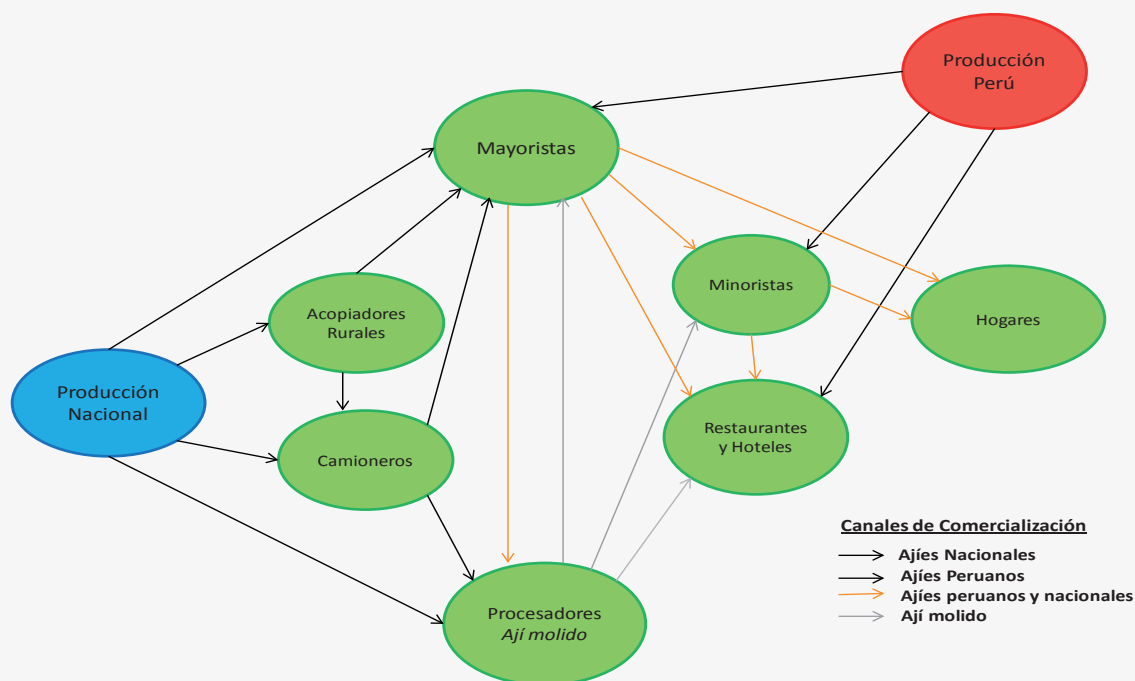 Producción
Perú
Mayoristas
Minoristas
Acopiadores
Rurales
Hogares
Producción
Nacional
Restaurantes
y Hoteles
Camioneros
Canales de Comercialización
Ajíes Nacionales
Ajíes Peruanos
Ajíes peruanos y nacionales
Ají molido
Procesadores
Ají molido